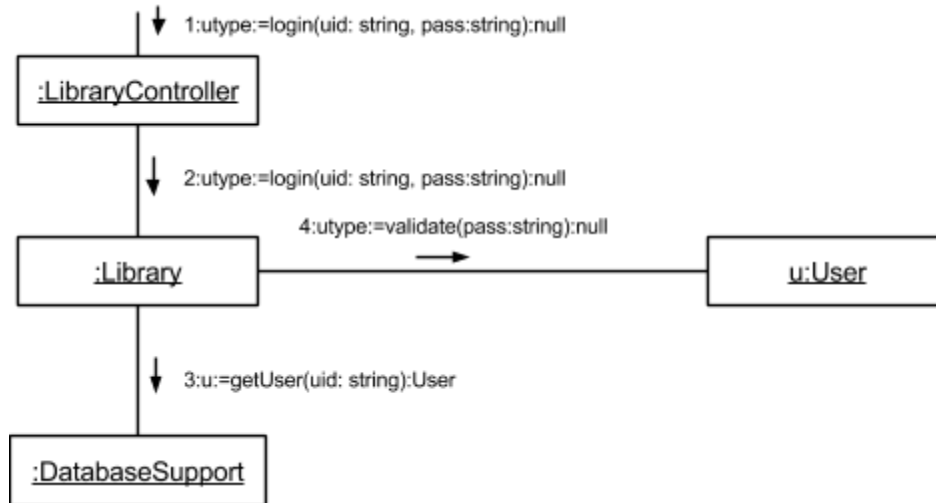 1:utype:=login(uid: string, pass:string):null
:LibraryController
2:utype:=login(uid: string, pass:string):null
4:utype:=validate(pass:string):null
:Library
u:User
3:u:=getUser(uid: string):User
:DatabaseSupport